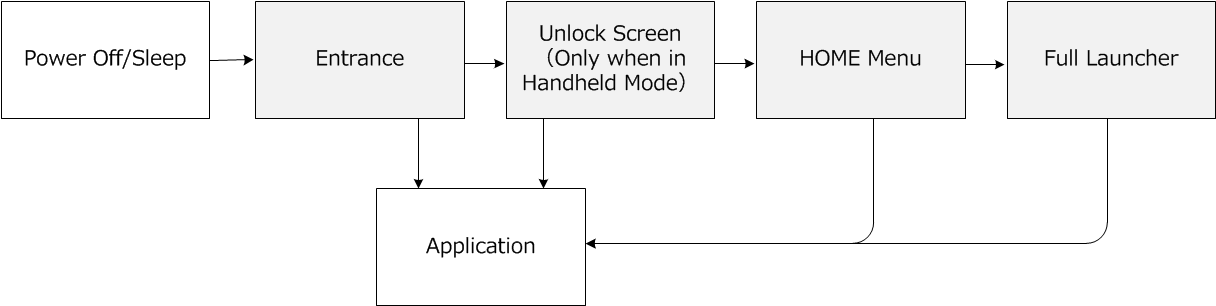 Power Off/Sleep
Entrance
Unlock Screen
（Only when in
Handheld Mode）
HOME Menu
Full Launcher
Application